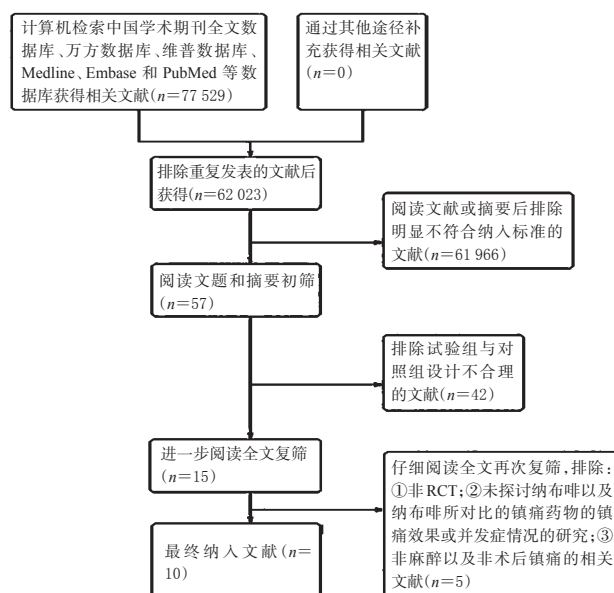 计算机检索中国学术期刊全文
数据库、万方数据库、维普数据库、
Medline、Embase 和 PubMed 等数
据库获得相关文献(n=77 529)
通过其他途径补
充获得相关文献
(n=0)
排除重复发表的文献后
获得(n=62 023)
阅读文献或摘要后排除
明显不符合纳入标准的
文献(n=61 966)
阅读文题和摘要初筛
(n=57)
排除试验组与对
照组设计不合理
的文献(n=42)
进一步阅读全文复筛
(n=15)
仔细阅读全文再次复筛,排除:
①非RCT;②未探讨纳布啡以及
纳布啡所对比的镇痛药物的镇
痛效果或并发症情况的研究;③
非麻醉以及非术后镇痛的相关
文献(n=5)
最终纳入文献(n=
10)